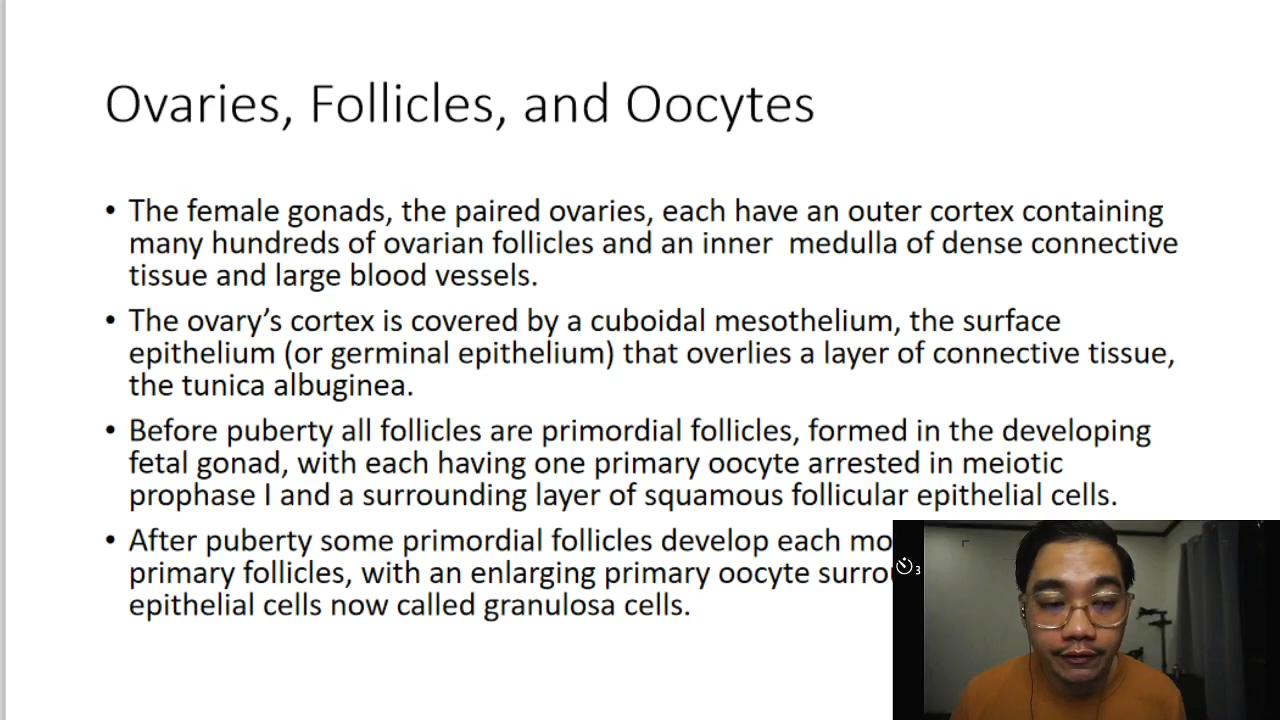 Ovaries, Follicles, and Oocytes
• The female gonads, the paired ovaries, each have an outer cortex containing
many hundreds of ovarian follicles and an inner  medulla of dense connective
tissue and large blood vessels.
• The ovary’s cortex is covered by a cuboidal mesothelium, the surface
epithelium (or germinal epithelium) that overlies a layer of connective tissue,
the tunica albuginea.
• Before puberty all follicles are primordial follicles, formed in the developing
fetal gonad, with each having one primary oocyte arrested in meiotic
prophase I and a surrounding layer of squamous follicular epithelial cells.
• After puberty some primordial follicles develop each
primary follicles, with an enlarging primary oocyte
epithelial cells now called granulosa cells.
3